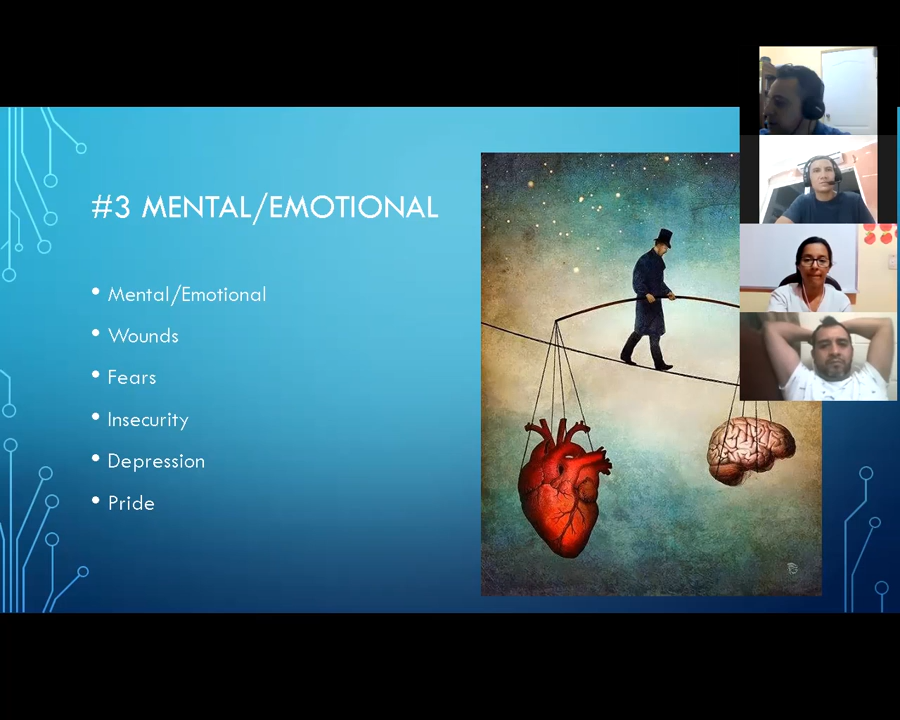 #3 MENTAL/EMOTIONAL
• Mental/Emotional
• Wounds
• Fears
• Insecurity
• Depression
• Pride